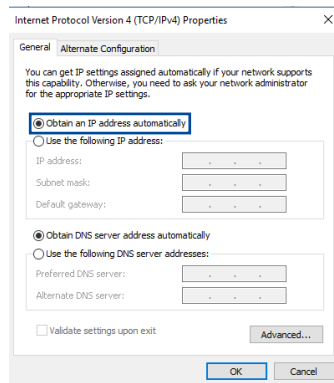 Internet Protocol Version 4 (TCP/IPv4) Properties
General
Alternate Configuration
You can get IP settings assigned automatically if your network supports
this capability. Otherwise, you need to ask your network administrator
for the appropriate IP settings.
Obtain an IP address automatically
Use the following IP address:
IP address:
Subnet mask:
Default gateway:
Obtain DNS server address automatically
Use the following DNS server addresses:
Preferred DNS server:
Alternate DNS server:
Validate settings upon exit
Advanced...
OK
Cancel